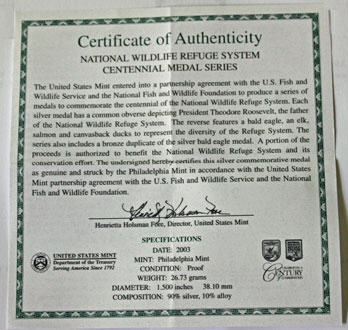 Certificate of Authenticity
NATIONAL WILDLIFE REFUGE SYSTEM
CENTENNIAL MEDAL SERIES
The United States Mint entered into a partnership agreement with the U.S. Fish and
Wildlife Service and the National Fish and Wildlife Foundation to produce a series of
medals to commemorate the centennial of the National Wildlife Refuge System. Each
silver medal has a common obverse depicting President Theodore Roosevelt, the father
of the National Wildlife Refuge System. The reverse features a bald eagle, an elk,
salmon and canvasback ducks to represent the diversity of the Refuge System. The
series also includes a bronze duplicate of the silver bald eagle medal. A portion of the
proceeds is authorized to benefit the National Wildlife Refuge System and its
conservation effort. The undersigned hereby certifies this silver commemorative medal
as genuine and struck by the Philadelphia Mint in accordance with the United States
Mint partnership agreement with the U.S. Fish and Wildlife Service and the National
Fish and Wildlife Foundation.
Henrietta Holsman Fore, Director, United States Mint
SPECIFICATIONS
DATE: 2003
MINT: Philadelphia Mint
CONDITION: Proof
WEIGHT: 26.73 grams
DIAMETER: 1.500 inches 38.10 mm
COMPOSITION: 90% silver, 10% alloy
UNITED STATES MINT
Department of the Treasury
Serving America Since 1792
CENTURY